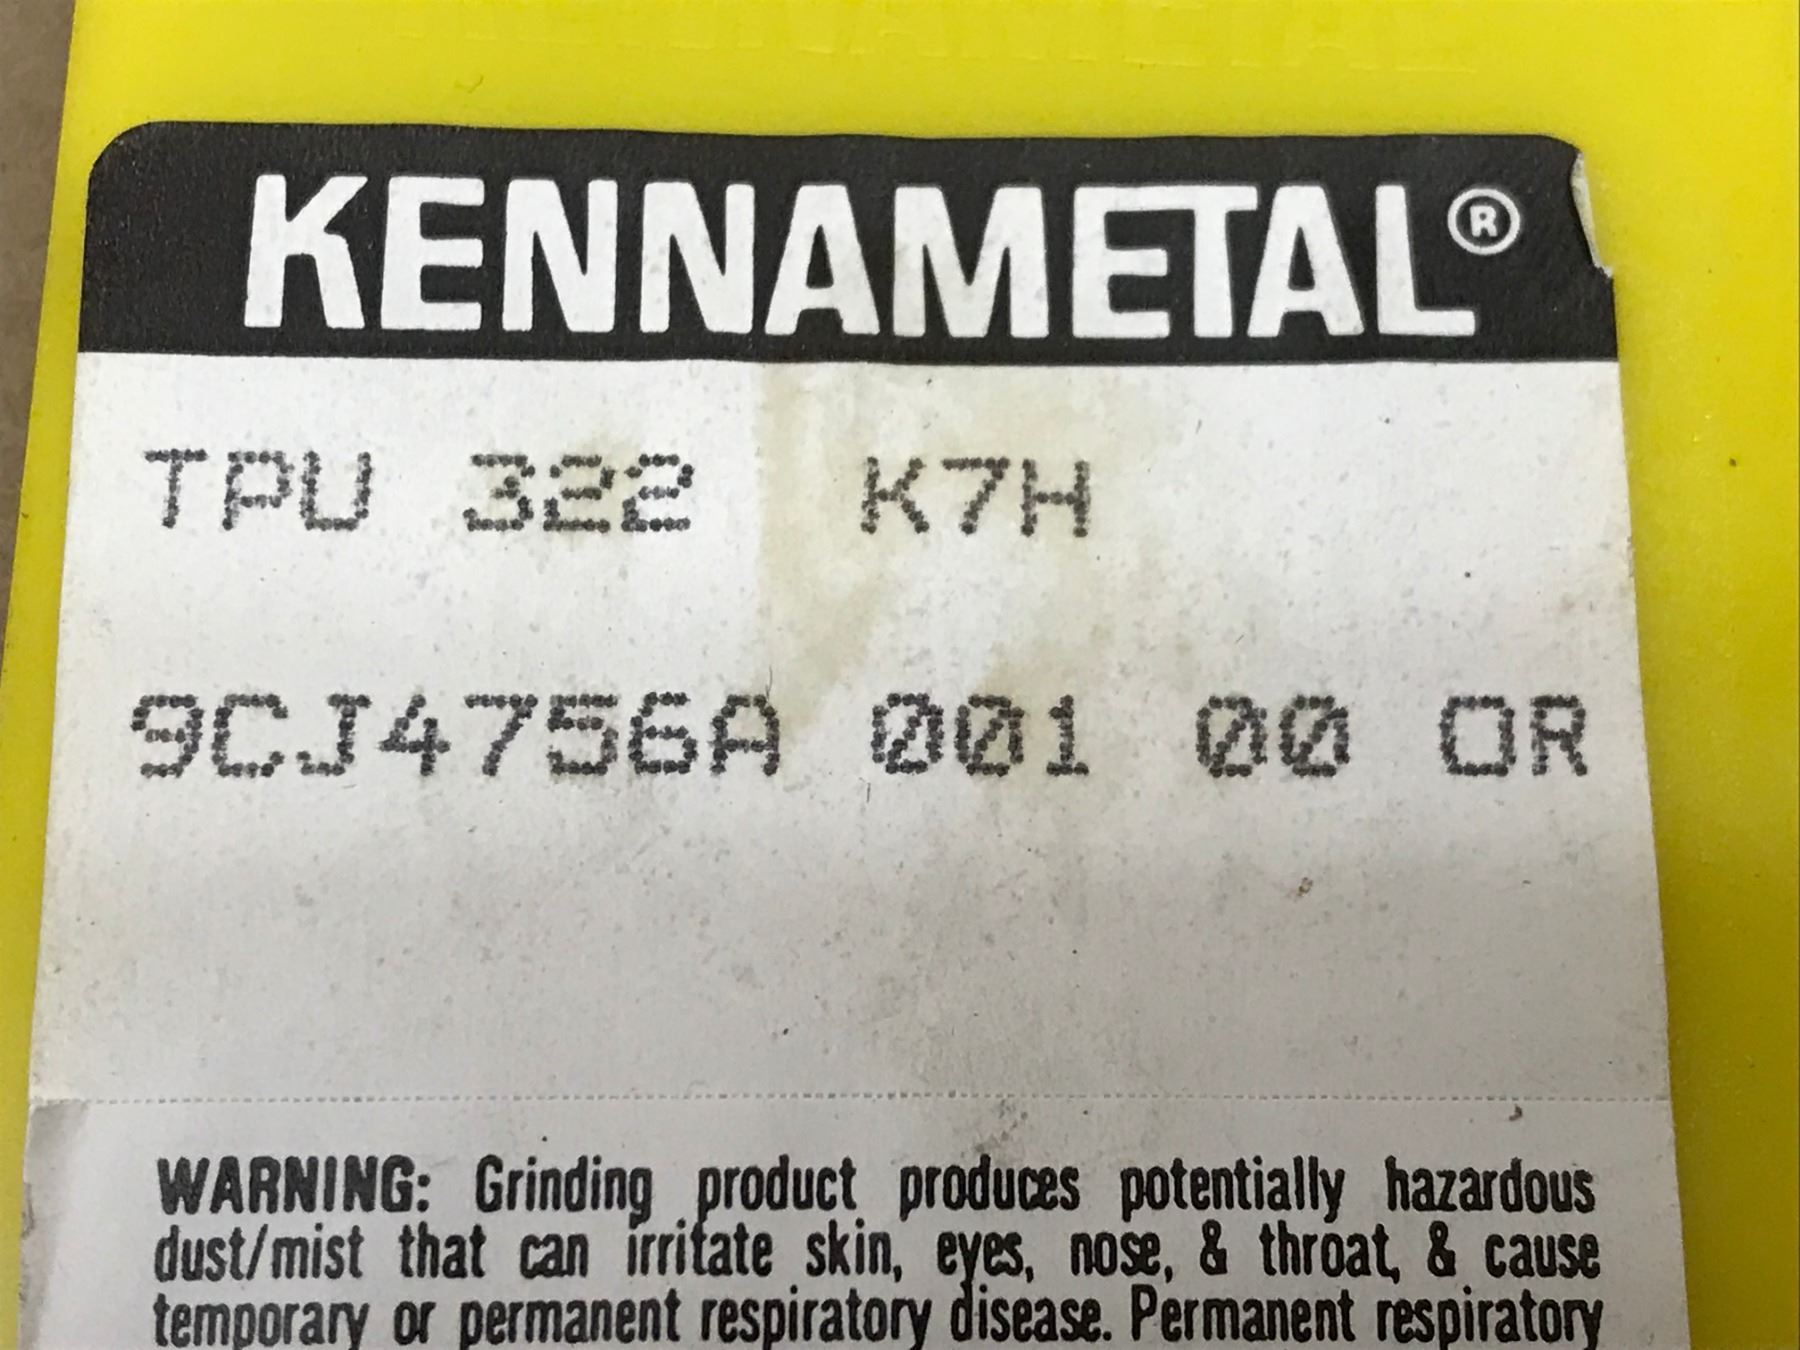 KENNAMETAL
KENNAMETAL®
TPU 322 K7H
9CJ4756A 001 00 OR
WARNING: Grinding product produces potentially hazardous
dust/mist that can irritate skin, eyes, nose, & throat, & cause
temporary or permanent respiratory disease. Permanent respiratory